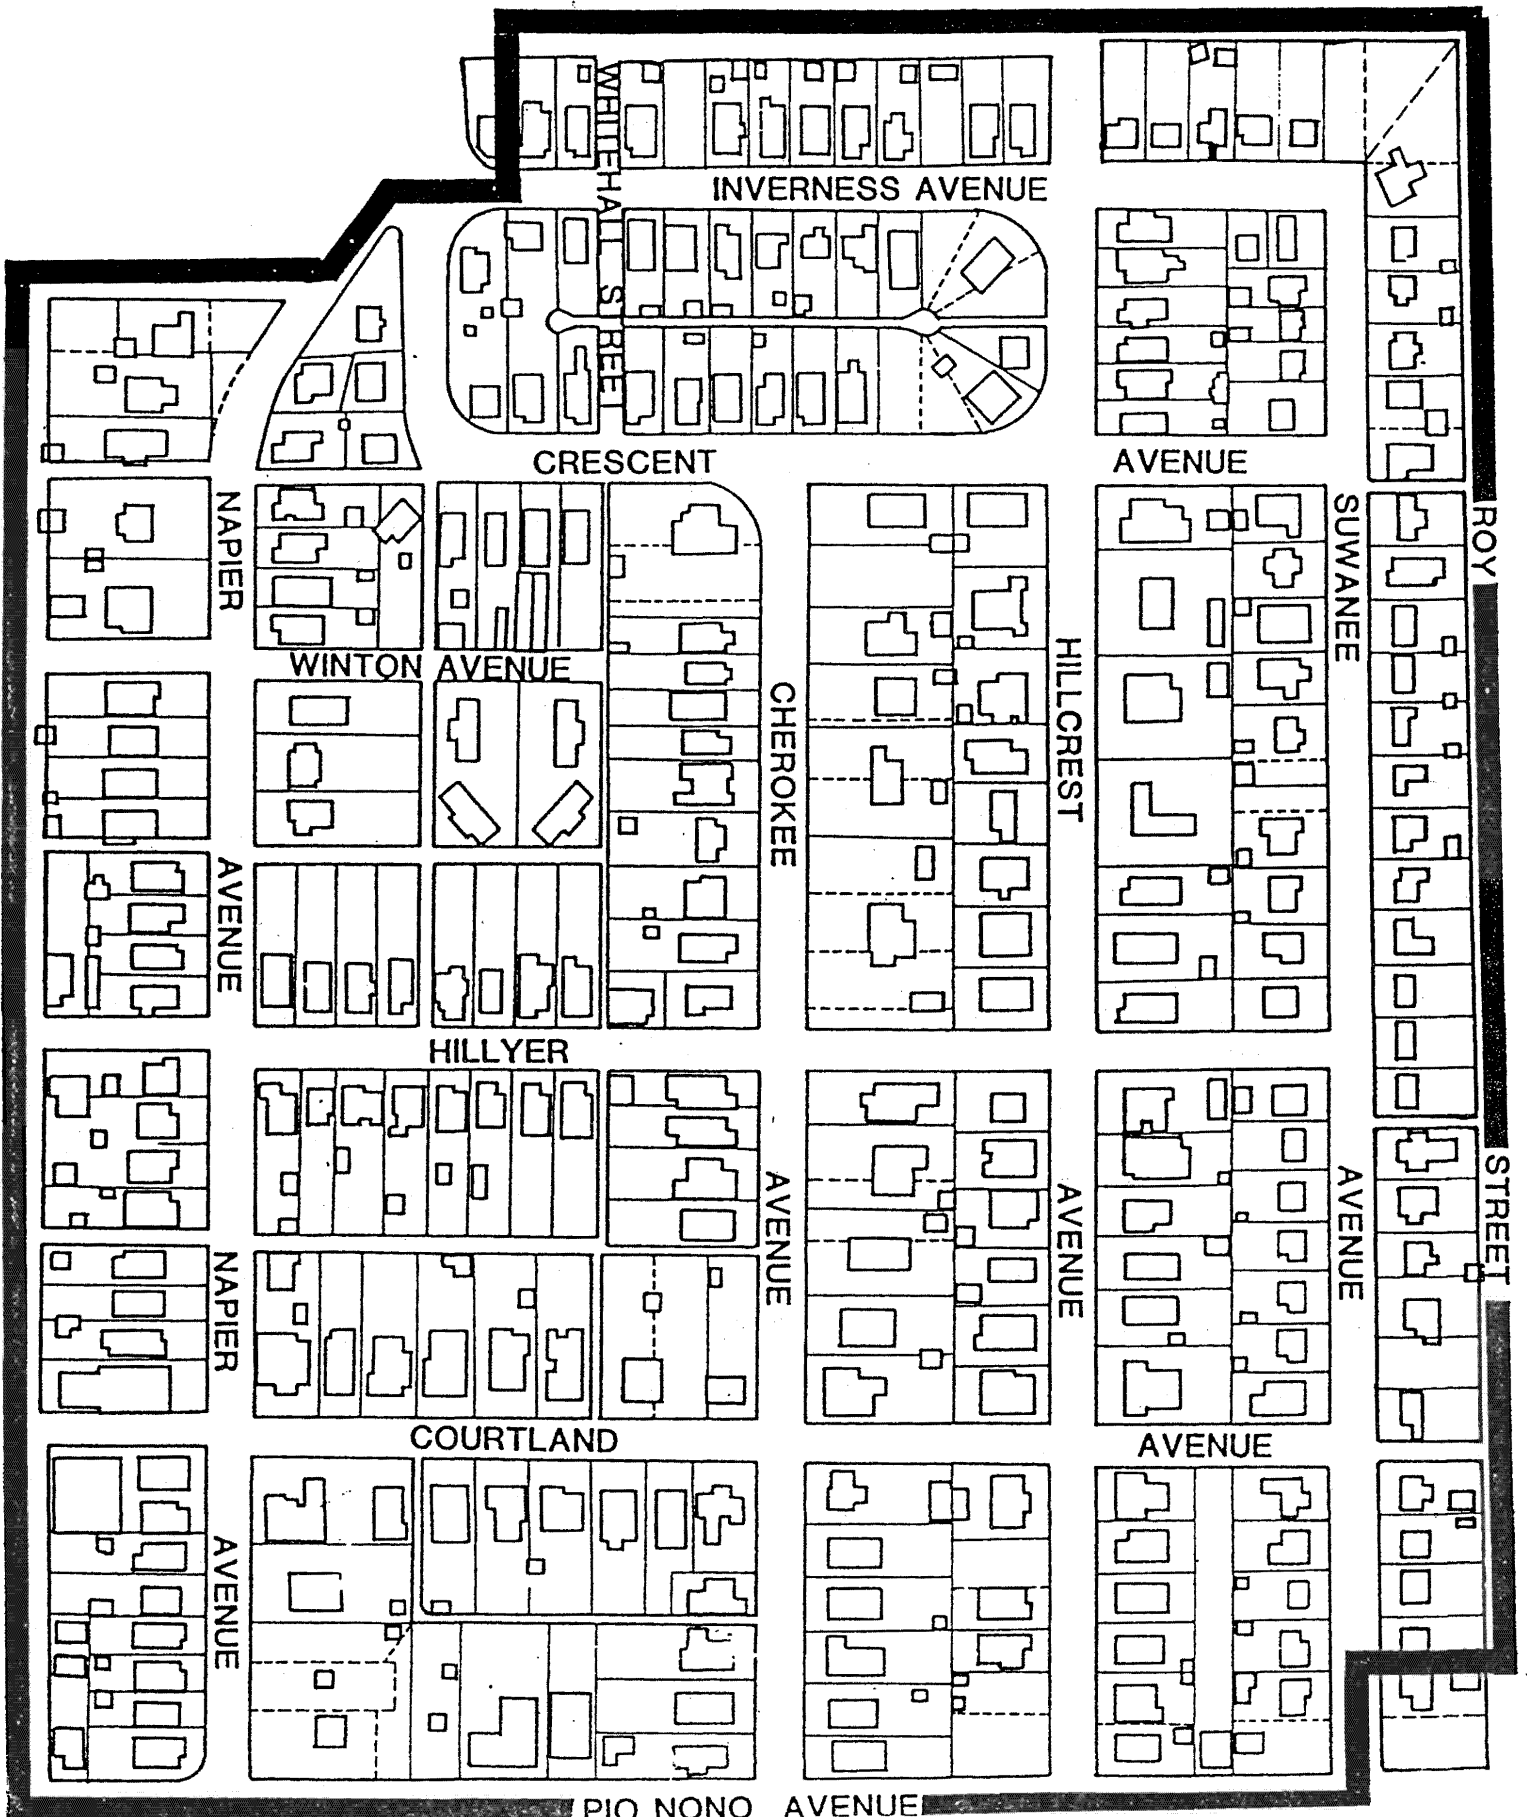 WHITEHALL STREET
INVERNESS AVENUE
CRESCENT AVENUE
NAPIER
SUWANEE
ROY
WINTON AVENUE
HILLCREST
CHEROKEE
AVENUE
HILLYER
STREET
AVENUE
AVENUE
AVENUE
NAPIER
COURTLAND AVENUE
AVENUE
PIO NONO AVENUE